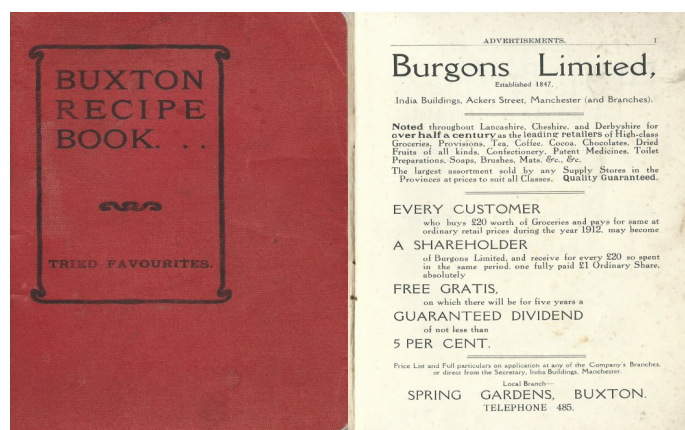 BUXTON
RECIPE
BOOK. . .
TRIED FAVOURITES.
ADVERTISEMENTS. 1
Burgons Limited,
Established 1847.
India Buildings, Ackers Street, Manchester (and Branches).
Noted throughout Lancashire, Cheshire, and Derbyshire for
over half a century as the leading retailers of High-class
Groceries, Provisions, Tea, Coffee, Cocoa, Chocolates, Dried
Fruits of all kinds, Confectionery, Patent Medicines, Toilet
Preparations, Soaps, Brushes, Mats, &c., &c.
The largest assortment sold by any Supply Stores in the
Provinces at prices to suit all Classes. Quality Guaranteed.
EVERY CUSTOMER
who buys £20 worth of Groceries and pays for same at
ordinary retail prices during the year 1912, may become
A SHAREHOLDER
of Burgons Limited, and receive for every £20 so spent
in the same period, one fully paid £1 Ordinary Share,
absolutely
FREE GRATIS,
on which there will be for five years a
GUARANTEED DIVIDEND
of not less than
5 PER CENT.
Price List and Full particulars on application at any of the Company's Branches,
or direct from the Secretary, India Buildings, Manchester.
Local Branch—
SPRING GARDENS, BUXTON.
TELEPHONE 485.